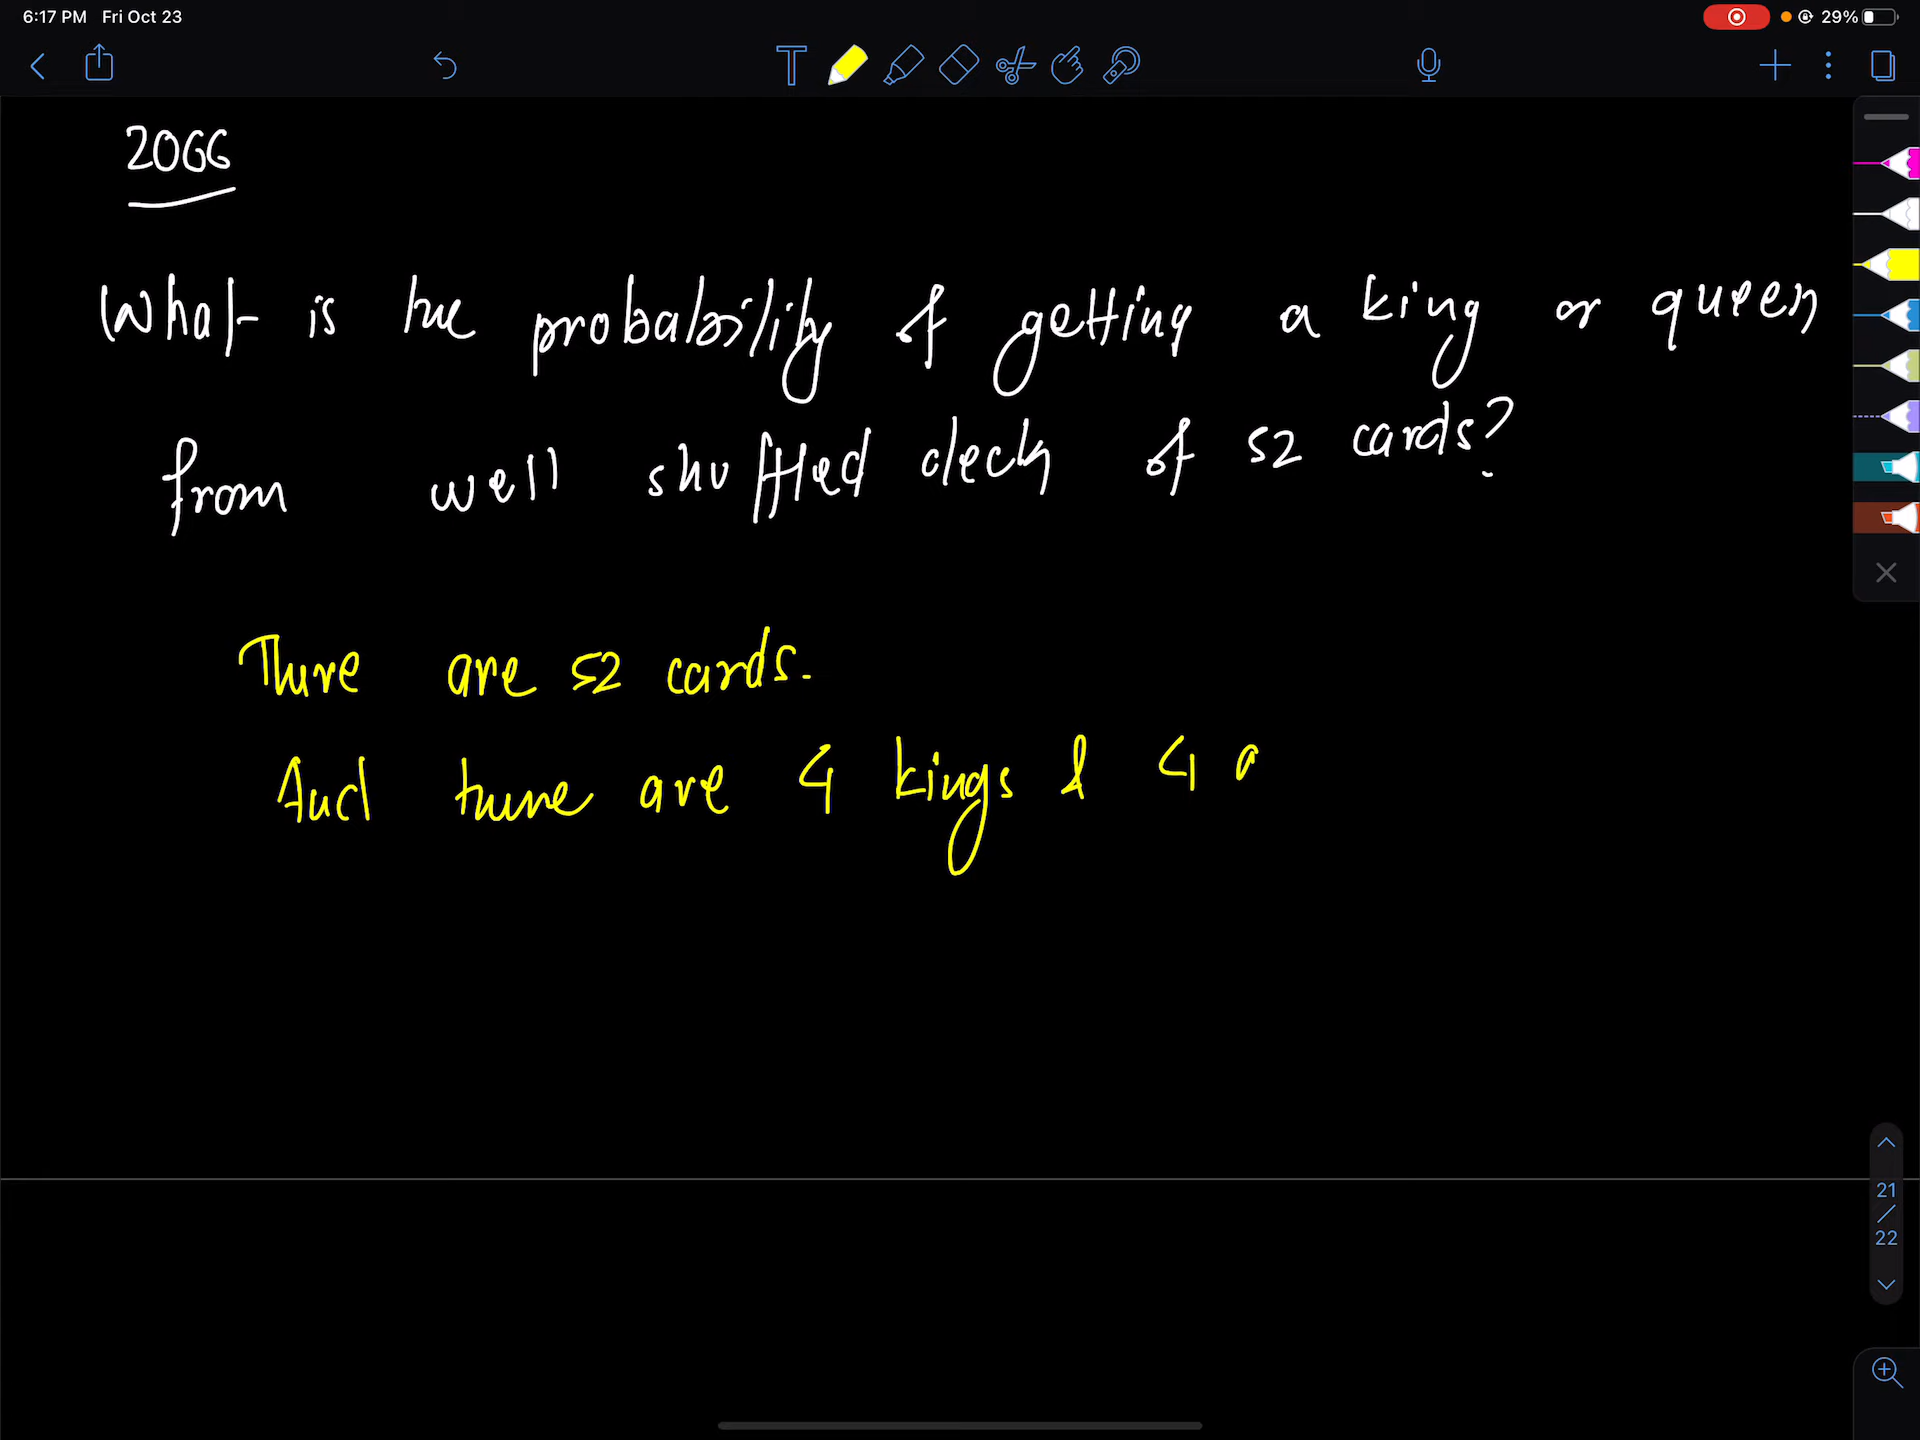 6:17 PM Fri Oct 23
29%
2066
What is the probability of getting a king or queen
from well shuffled deck of 52 cards?
There are 52 cards.
And there are 4 kings & 4
21
/
22